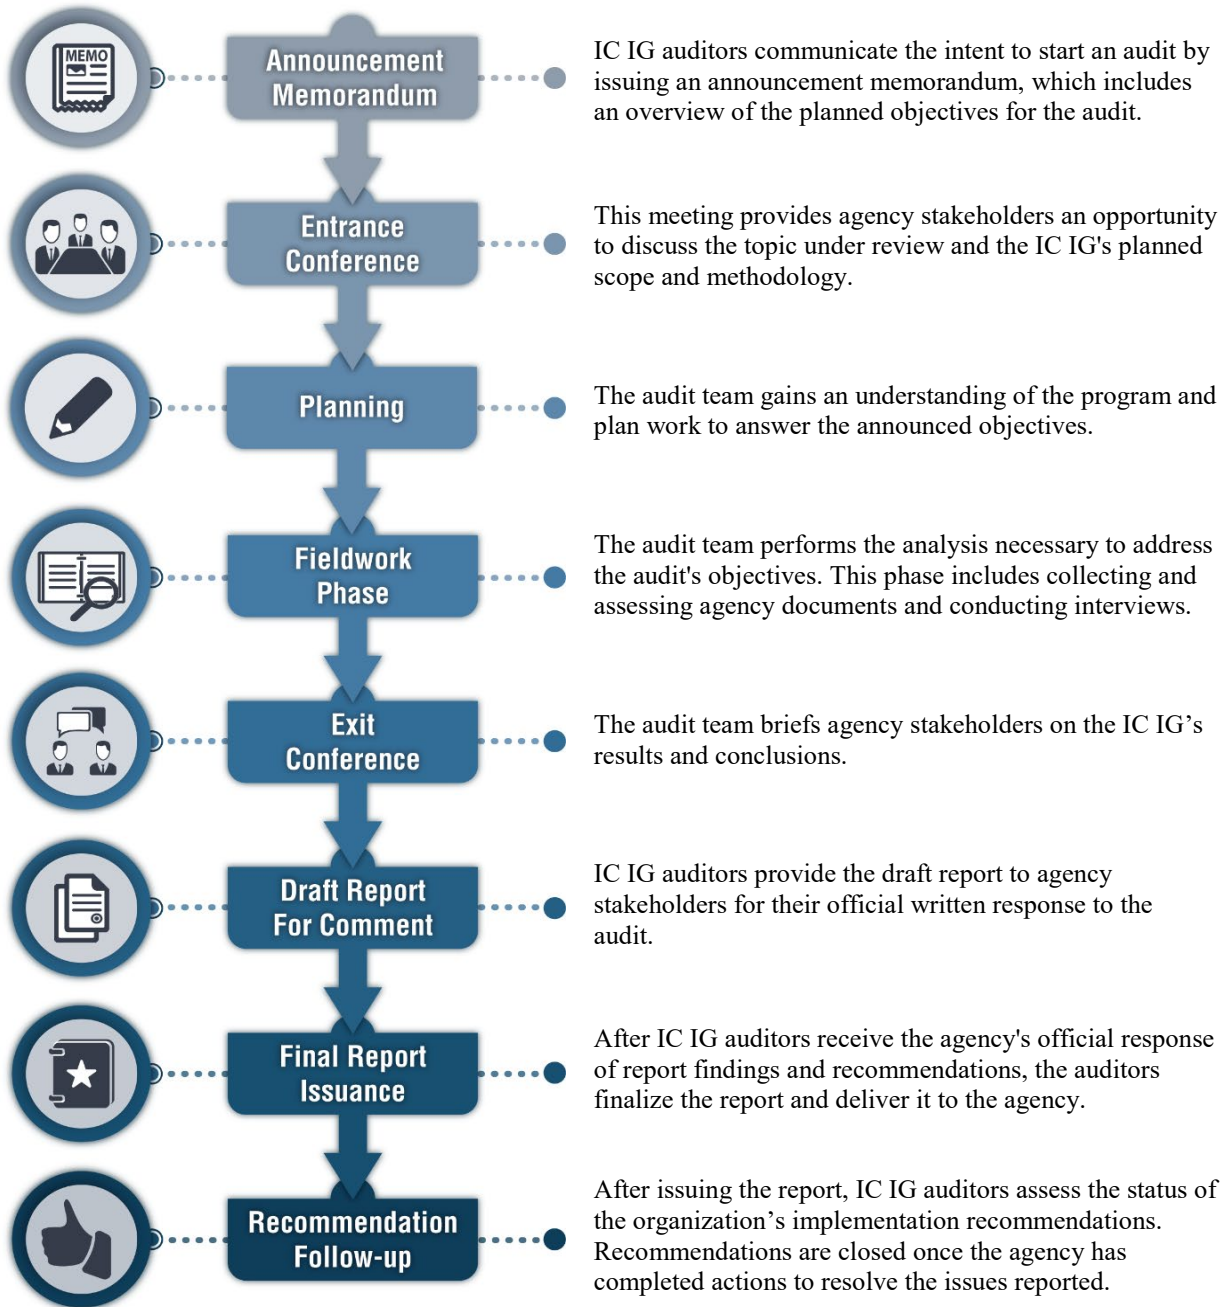 MEMO
Announcement
Memorandum
IC IG auditors communicate the intent to start an audit by
issuing an announcement memorandum, which includes
an overview of the planned objectives for the audit.
Entrance
Conference
This meeting provides agency stakeholders an opportunity
to discuss the topic under review and the IC IG's planned
scope and methodology.
Planning
The audit team gains an understanding of the program and
plan work to answer the announced objectives.
Fieldwork
Phase
The audit team performs the analysis necessary to address
the audit's objectives. This phase includes collecting and
assessing agency documents and conducting interviews.
Exit
Conference
The audit team briefs agency stakeholders on the IC IG’s
results and conclusions.
Draft Report
For Comment
IC IG auditors provide the draft report to agency
stakeholders for their official written response to the
audit.
Final Report
Issuance
After IC IG auditors receive the agency's official response
of report findings and recommendations, the auditors
finalize the report and deliver it to the agency.
Recommendation
Follow-up
After issuing the report, IC IG auditors assess the status of
the organization’s implementation recommendations.
Recommendations are closed once the agency has
completed actions to resolve the issues reported.